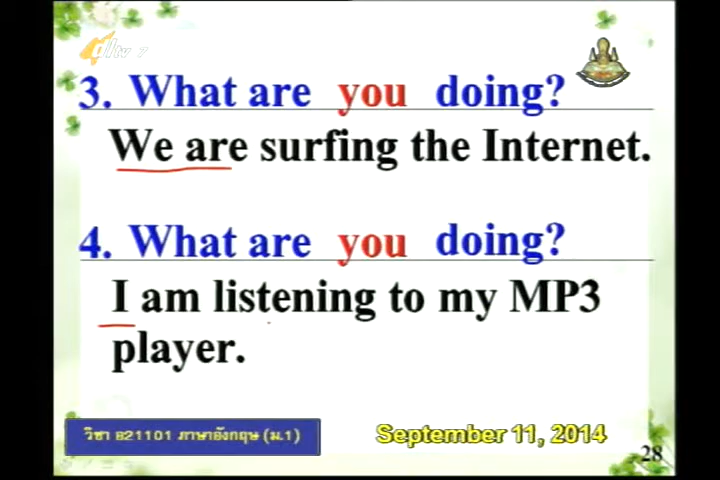 dltv 7
3. What are you doing?
We are surfing the Internet.
4. What are you doing?
I am listening to my MP3
player.
วิชา อ21101 ภาษาอังกฤษ (ม.1)
September 11, 2014
28